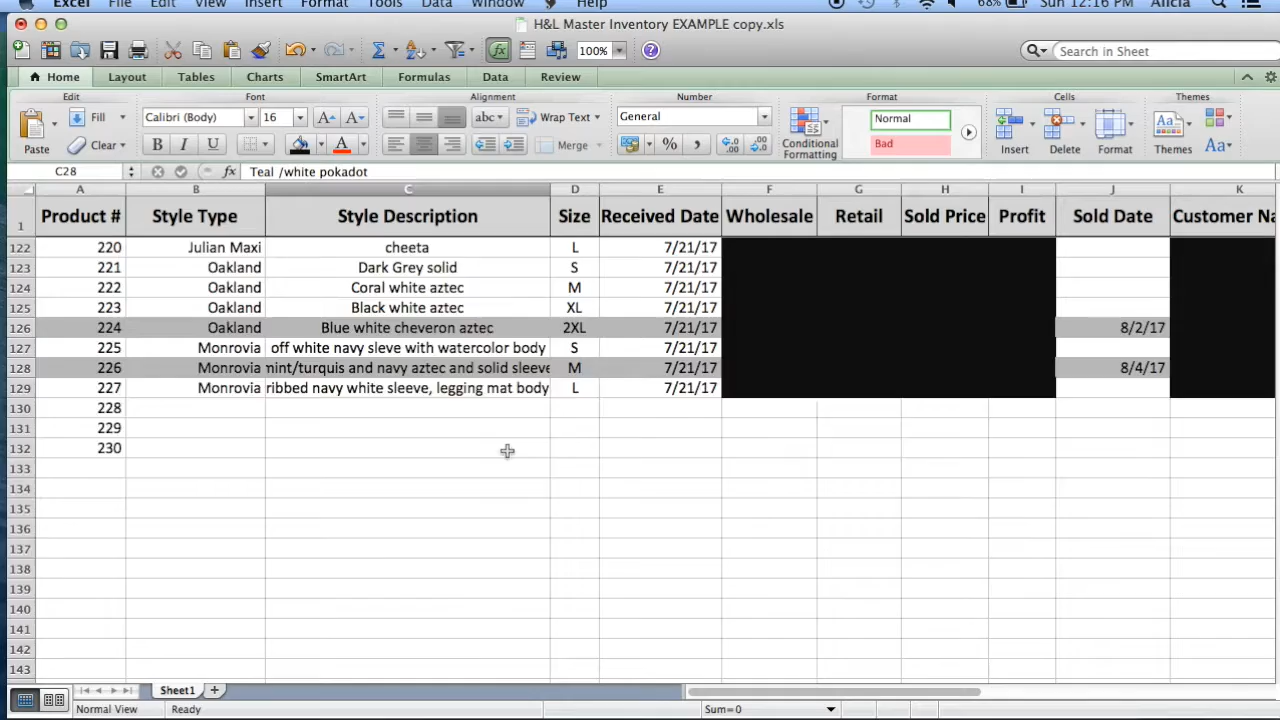 Excel File Edit View Insert Format Tools Data Window Help 68% Sun 12:16 PM Alicia
H&L Master Inventory EXAMPLE copy.xls
100% Search in Sheet
Home Layout Tables Charts SmartArt Formulas Data Review
Edit Font Alignment Number Format Cells Themes
Fill Calibri (Body) 16 A A abc Wrap Text General Normal
Paste Clear B I U A Merge % , .0 .00 .00 .0 Conditional Formatting Bad Insert Delete Format Themes Aa
C28 fx Teal /white pokadot
A B C D E F G H I J K
1 Product # Style Type Style Description Size Received Date Wholesale Retail Sold Price Profit Sold Date Customer Na
122 220 Julian Maxi cheeta L 7/21/17
123 221 Oakland Dark Grey solid S 7/21/17
124 222 Oakland Coral white aztec M 7/21/17
125 223 Oakland Black white aztec XL 7/21/17
126 224 Oakland Blue white cheveron aztec 2XL 7/21/17 8/2/17
127 225 Monrovia off white navy sleve with watercolor body S 7/21/17
128 226 Monrovia mint/turquis and navy aztec and solid sleeve M 7/21/17 8/4/17
129 227 Monrovia ribbed navy white sleeve, legging mat body L 7/21/17
130 228
131 229
132 230
133
134
135
136
137
138
139
140
141
142
143
Sheet1
Normal View Ready Sum=0